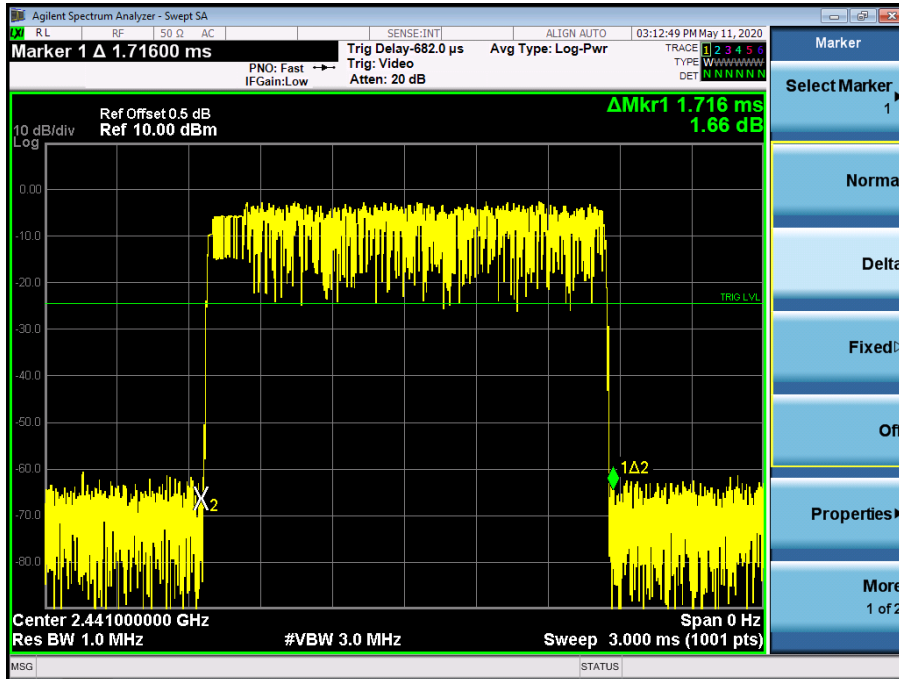 Agilent Spectrum Analyzer - Swept SA
LXI RL RF 50 Ω AC SENSE:INT ALIGN AUTO 03:12:49 PM May 11, 2020
Marker 1 Δ 1.71600 ms
PNO: Fast
IFGain:Low
Trig Delay-682.0 µs
Trig: Video
Atten: 20 dB
Avg Type: Log-Pwr
TRACE 1 2 3 4 5 6
TYPE WWWWWW
DET N N N N N N
ΔMkr1 1.716 ms
1.66 dB
Ref Offset 0.5 dB
10 dB/div Ref 10.00 dBm
Log
0.00
-10.0
-20.0
TRIG LVL
-30.0
-40.0
-50.0
-60.0
1Δ2
2
-70.0
-80.0
Center 2.441000000 GHz Span 0 Hz
Res BW 1.0 MHz #VBW 3.0 MHz Sweep 3.000 ms (1001 pts)
MSG STATUS
Marker
Select Marker
1
Norma
Delta
Fixed
Off
Properties
More
1 of 2